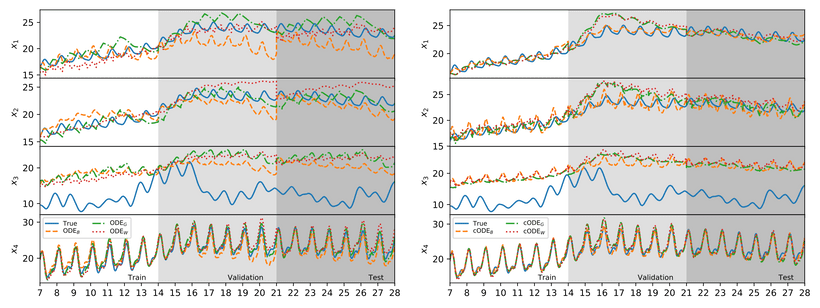 25
20
15
x1
25
20
15
x2
20
10
x3
30
20
x4
True
ODEB
ODEG
ODEW
Train
Validation
Test
7 8 9 10 11 12 13 14 15 16 17 18 19 20 21 22 23 24 25 26 27 28
25
20
x1
25
20
15
x2
20
10
x3
30
20
x4
True
cODEB
cODEG
cODEW
Train
Validation
Test
7 8 9 10 11 12 13 14 15 16 17 18 19 20 21 22 23 24 25 26 27 28